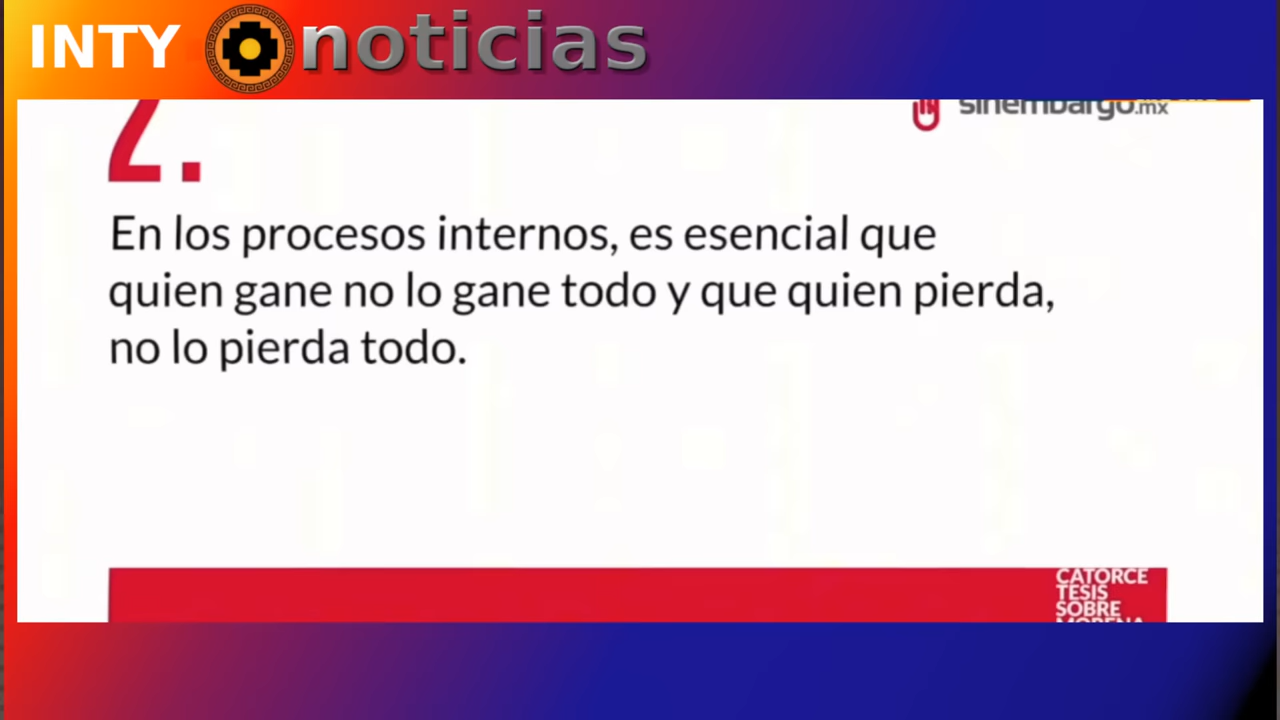 INTY noticias
2.
sinembargo.mx
En los procesos internos, es esencial que
quien gane no lo gane todo y que quien pierda,
no lo pierda todo.
CATORCE
TESIS
SOBRE
MORENA